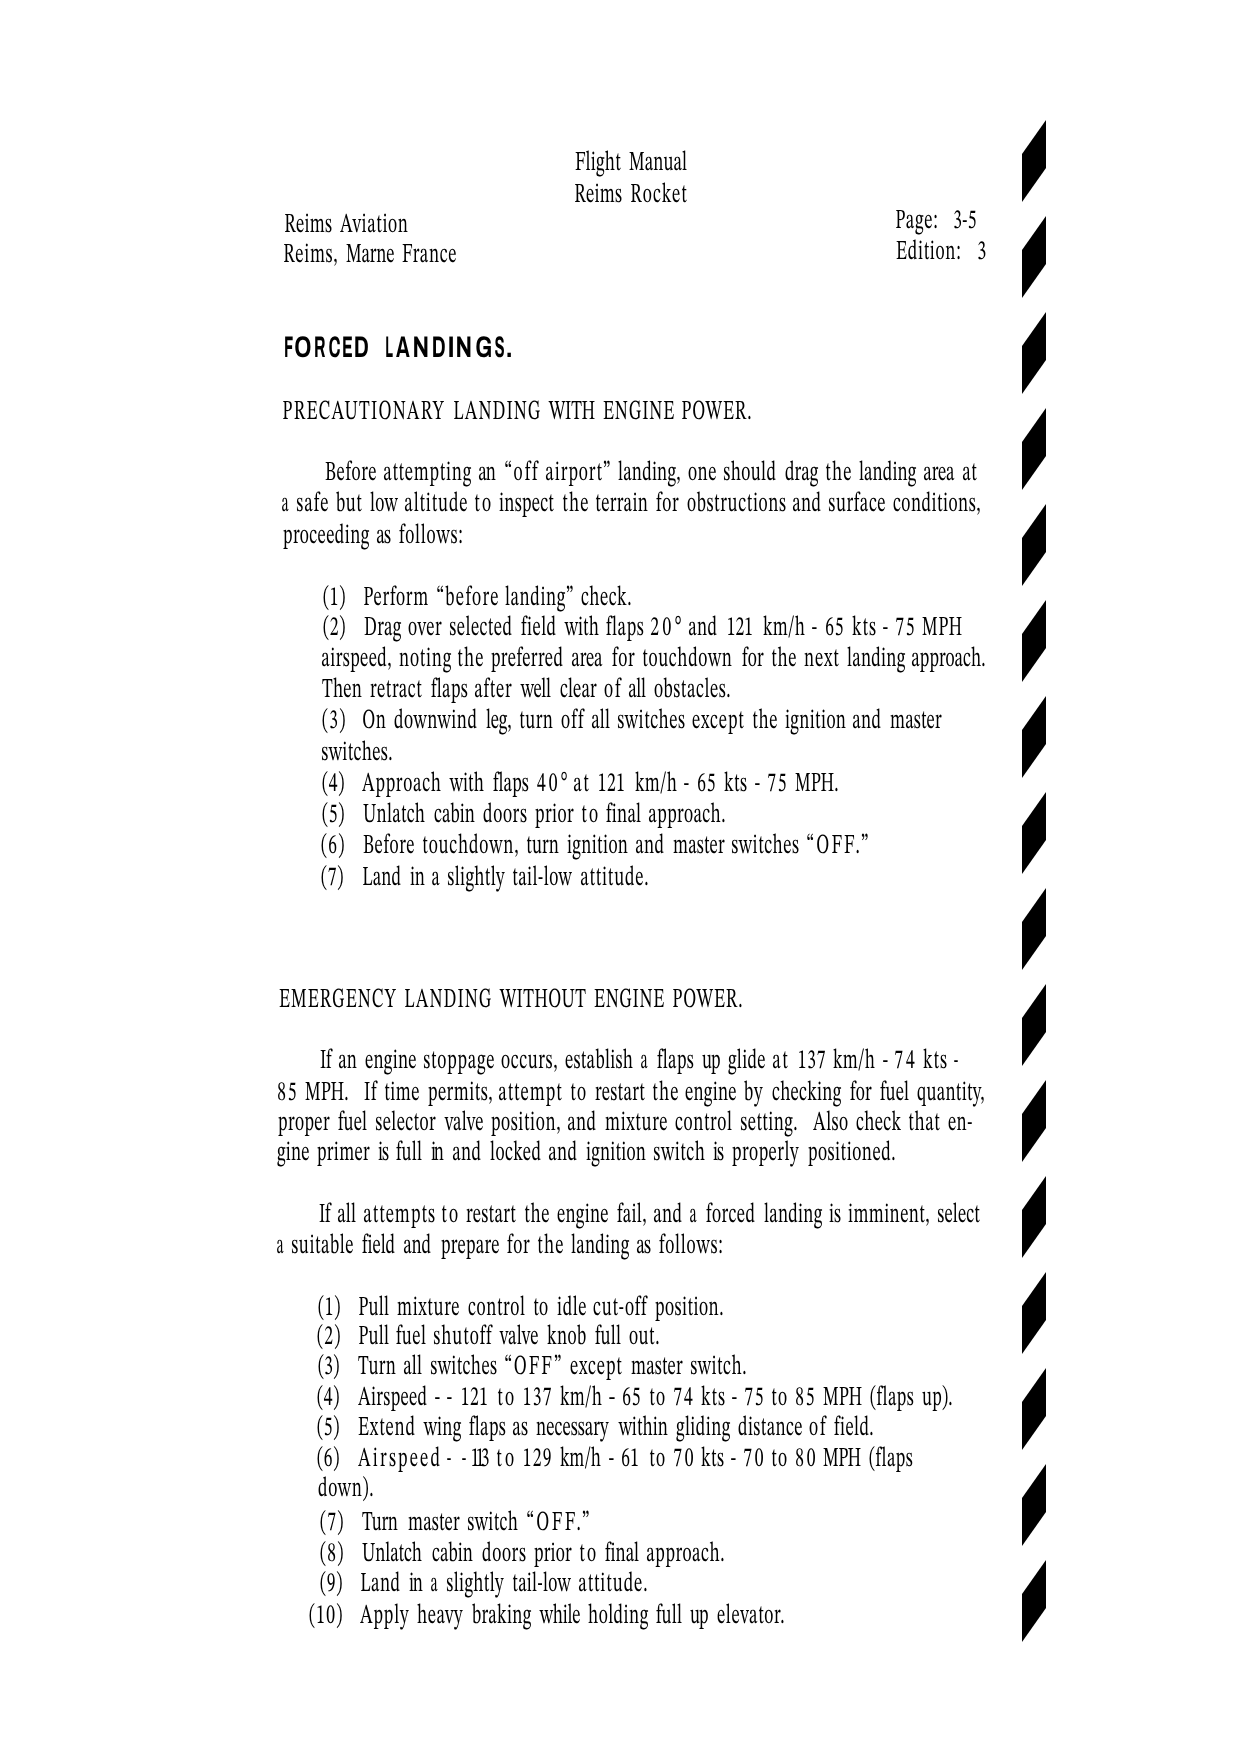 Flight Manual
Reims Rocket
Reims Aviation
Reims, Marne France
Page: 3-5
Edition: 3
FORCED LANDINGS.
PRECAUTIONARY LANDING WITH ENGINE POWER.
Before attempting an “off airport” landing, one should drag the landing area at
a safe but low altitude to inspect the terrain for obstructions and surface conditions,
proceeding as follows:
(1) Perform “before landing” check.
(2) Drag over selected field with flaps 20° and 121 km/h - 65 kts - 75 MPH
airspeed, noting the preferred area for touchdown for the next landing approach.
Then retract flaps after well clear of all obstacles.
(3) On downwind leg, turn off all switches except the ignition and master
switches.
(4) Approach with flaps 40° at 121 km/h - 65 kts - 75 MPH.
(5) Unlatch cabin doors prior to final approach.
(6) Before touchdown, turn ignition and master switches “OFF.”
(7) Land in a slightly tail-low attitude.
EMERGENCY LANDING WITHOUT ENGINE POWER.
If an engine stoppage occurs, establish a flaps up glide at 137 km/h - 74 kts -
85 MPH. If time permits, attempt to restart the engine by checking for fuel quantity,
proper fuel selector valve position, and mixture control setting. Also check that en-
gine primer is full in and locked and ignition switch is properly positioned.
If all attempts to restart the engine fail, and a forced landing is imminent, select
a suitable field and prepare for the landing as follows:
(1) Pull mixture control to idle cut-off position.
(2) Pull fuel shutoff valve knob full out.
(3) Turn all switches “OFF” except master switch.
(4) Airspeed - - 121 to 137 km/h - 65 to 74 kts - 75 to 85 MPH (flaps up).
(5) Extend wing flaps as necessary within gliding distance of field.
(6) Airspeed - - 113 to 129 km/h - 61 to 70 kts - 70 to 80 MPH (flaps
down).
(7) Turn master switch “OFF.”
(8) Unlatch cabin doors prior to final approach.
(9) Land in a slightly tail-low attitude.
(10) Apply heavy braking while holding full up elevator.